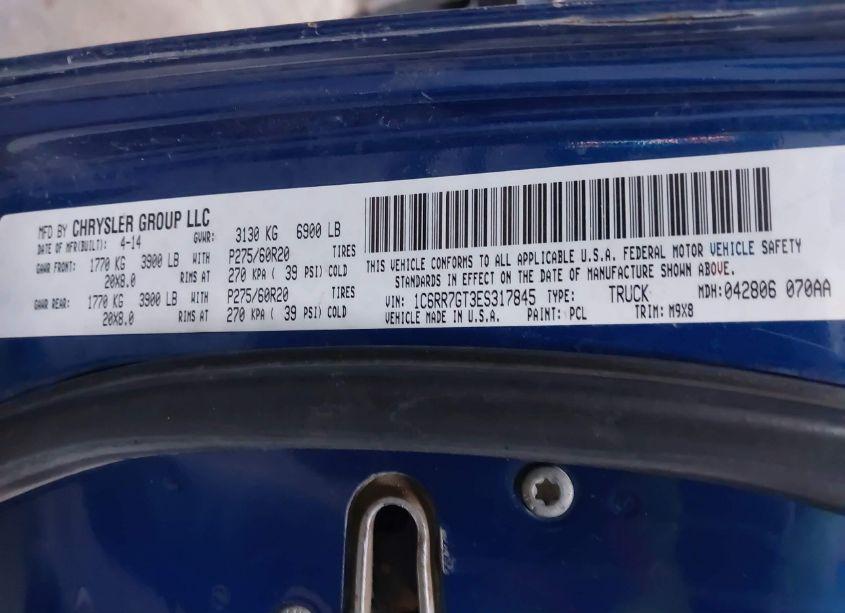 MFD BY CHRYSLER GROUP LLC
DATE OF MFR(BUILT): 4-14 GVWR: 3130 KG 6900 LB
GAWR FRONT: 1770 KG 3900 LB WITH P275/60R20 TIRES
20X8.0 RIMS AT 270 KPA ( 39 PSI) COLD
GAWR REAR: 1770 KG 3900 LB WITH P275/60R20 TIRES
20X8.0 RIMS AT 270 KPA ( 39 PSI) COLD
THIS VEHICLE CONFORMS TO ALL APPLICABLE U.S.A. FEDERAL MOTOR VEHICLE SAFETY
STANDARDS IN EFFECT ON THE DATE OF MANUFACTURE SHOWN ABOVE.
VIN: 1C6RR7GT3ES317845 TYPE: TRUCK MDH: 042806 070AA
VEHICLE MADE IN U.S.A. PAINT: PCL TRIM: M9X8